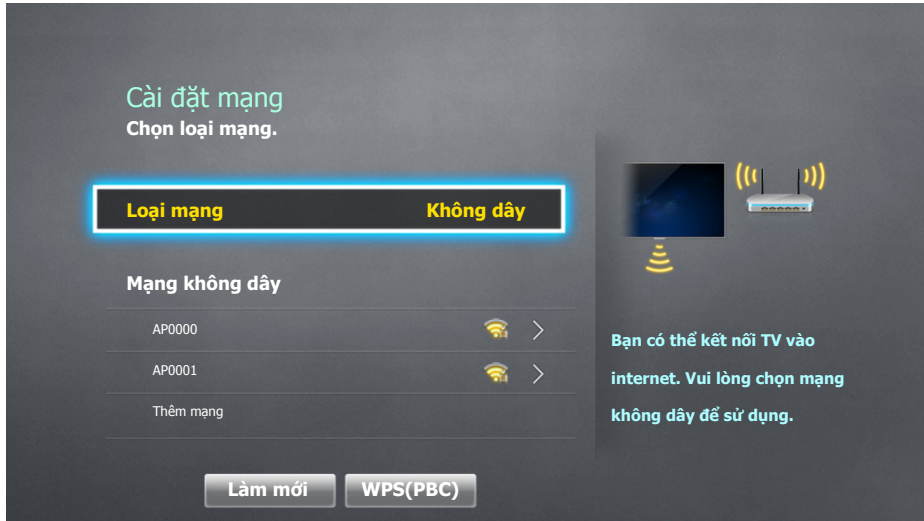 Cài đặt mạng
Chọn loại mạng.
Loại mạng Không dây
Mạng không dây
AP0000
AP0001
Thêm mạng
Làm mới WPS(PBC)
Bạn có thể kết nối TV vào
internet. Vui lòng chọn mạng
không dây để sử dụng.